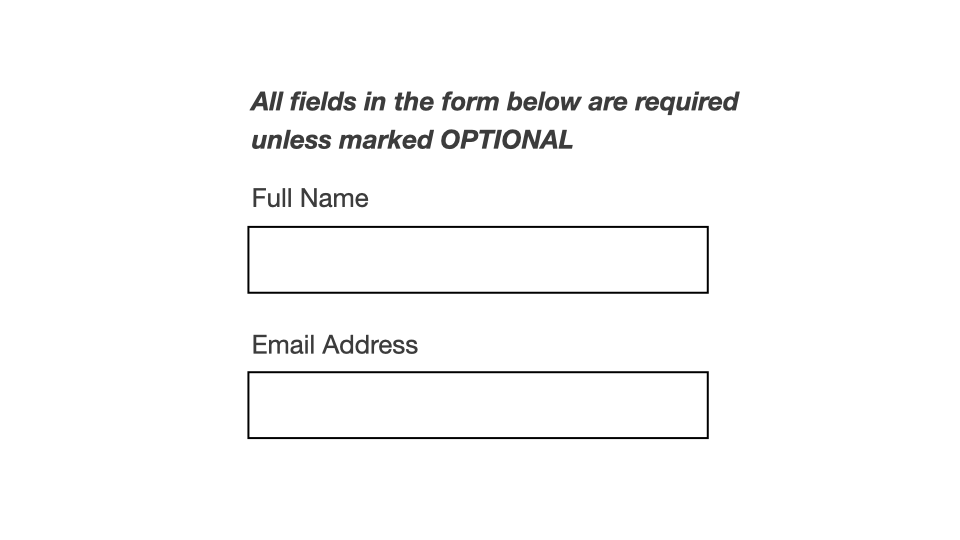 All fields in the form below are required
unless marked OPTIONAL
Full Name
Email Address